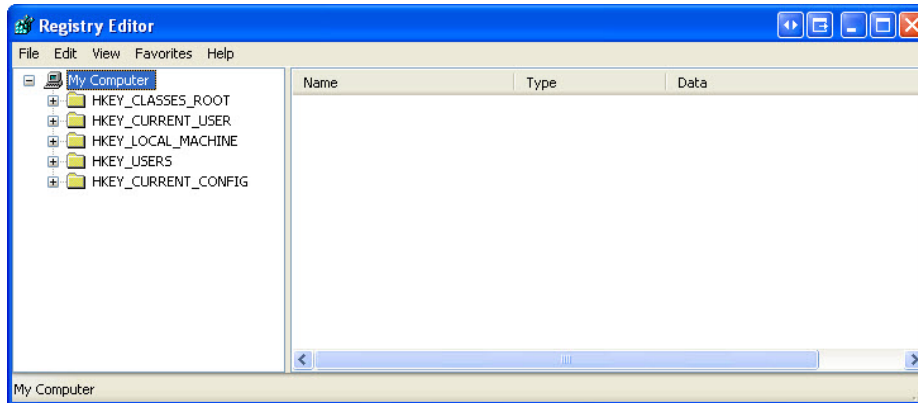 Registry Editor
File Edit View Favorites Help
My Computer
HKEY_CLASSES_ROOT
HKEY_CURRENT_USER
HKEY_LOCAL_MACHINE
HKEY_USERS
HKEY_CURRENT_CONFIG
Name Type Data
My Computer